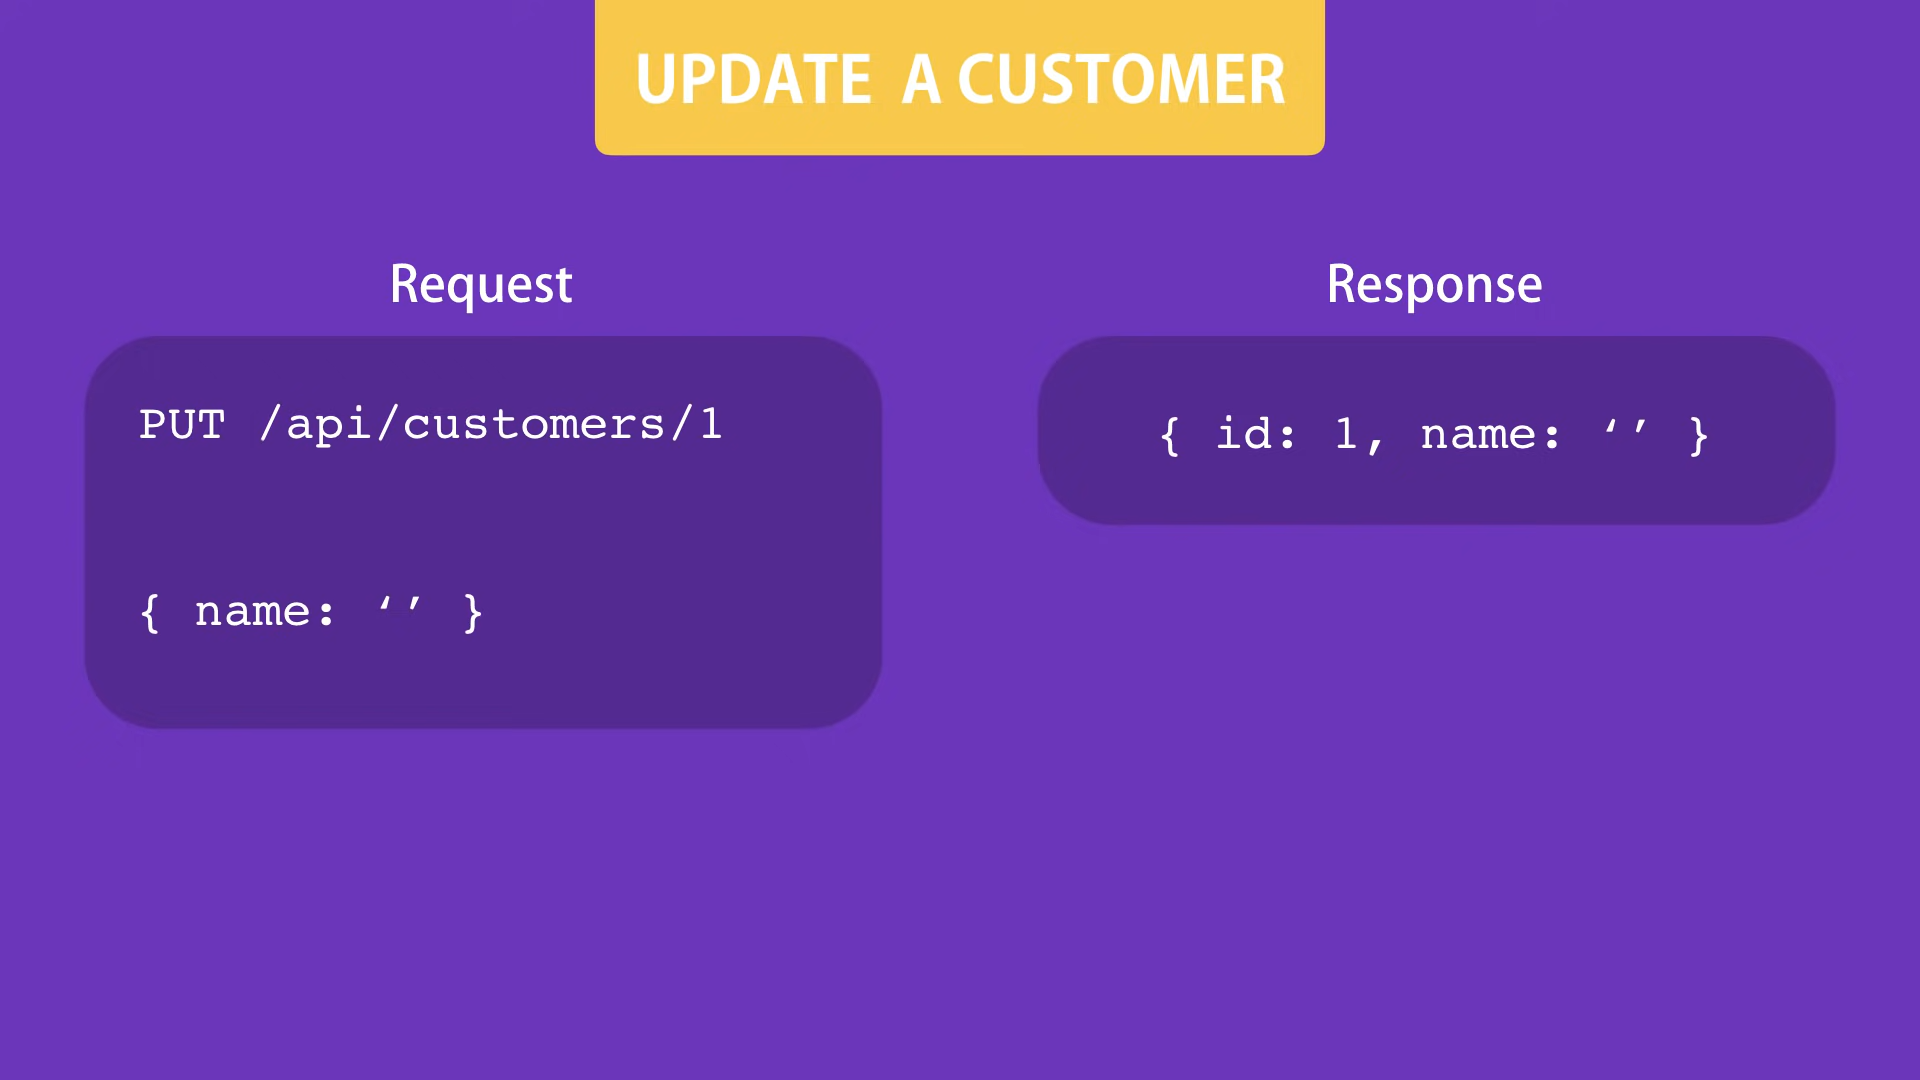 UPDATE A CUSTOMER
Request
PUT /api/customers/1
{ name: ‘’ }
Response
{ id: 1, name: ‘’ }